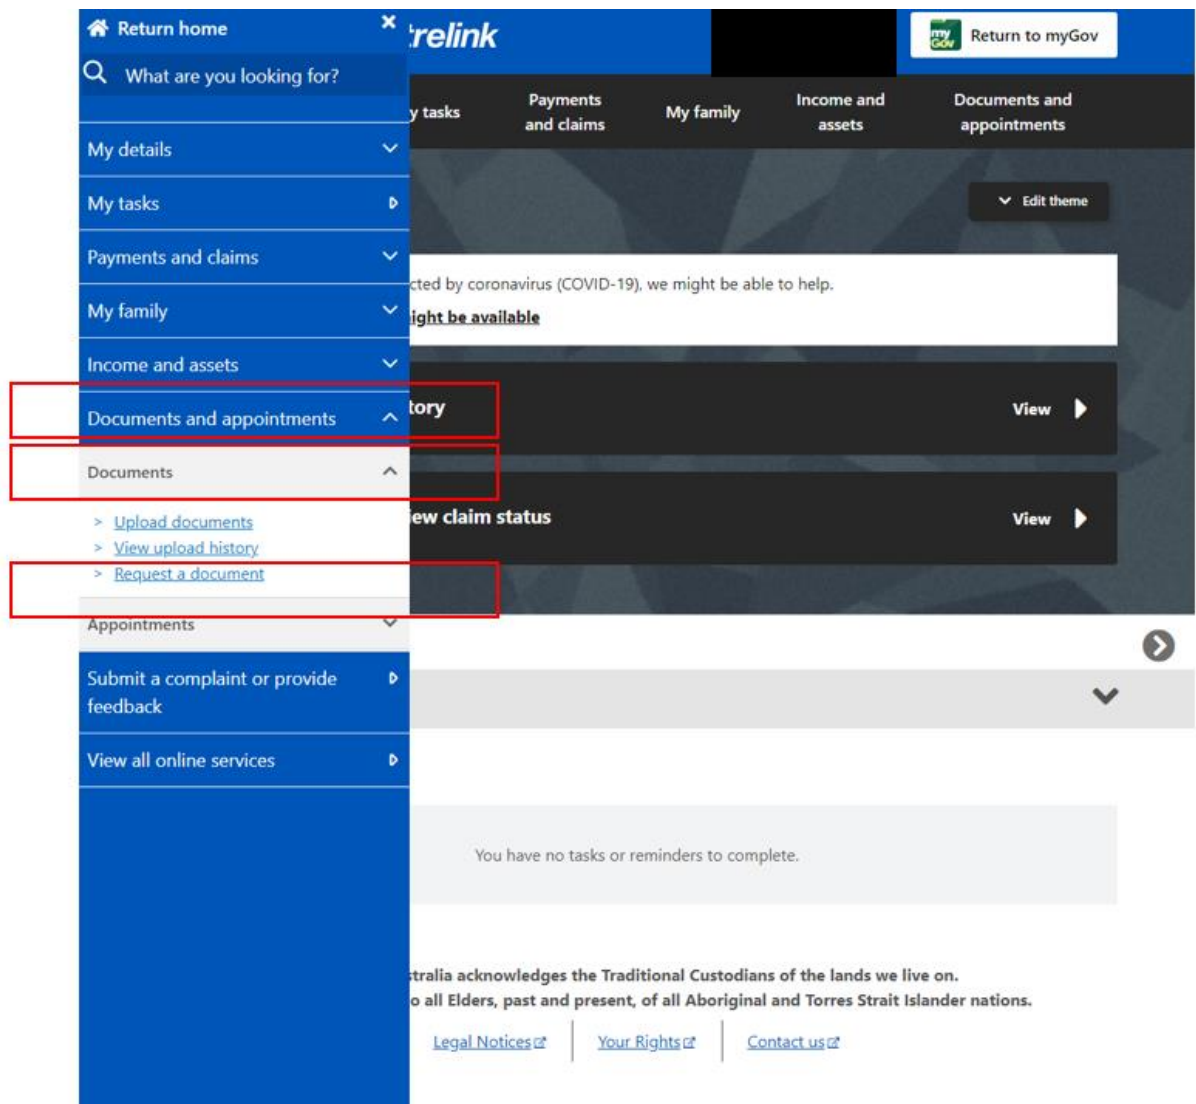 Return home
What are you looking for?
My details
My tasks
Payments and claims
My family
Income and assets
Documents and appointments
Documents
> Upload documents
> View upload history
> Request a document
Appointments
Submit a complaint or provide
feedback
View all online services
trelink
my
Gov
Return to myGov
y tasks
Payments
and claims
My family
Income and
assets
Documents and
appointments
Edit theme
cted by coronavirus (COVID-19), we might be able to help.
ight be available
tory
View
iew claim status
View
You have no tasks or reminders to complete.
stralia acknowledges the Traditional Custodians of the lands we live on.
o all Elders, past and present, of all Aboriginal and Torres Strait Islander nations.
Legal Notices
Your Rights
Contact us